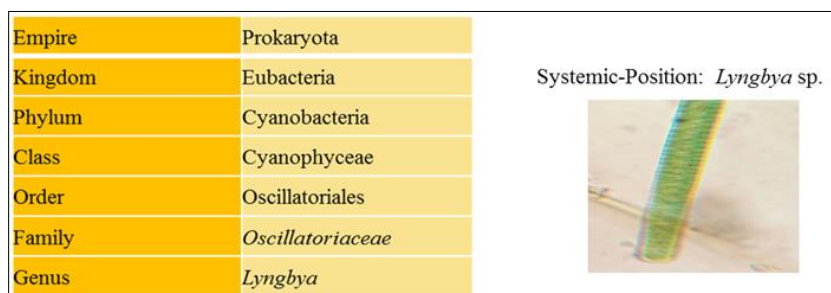 Empire Prokaryota
Kingdom Eubacteria
Systemic-Position: Lyngbya sp.
Phylum Cyanobacteria
Class Cyanophyceae
Order Oscillatoriales
Family Oscillatoriaceae
Genus Lyngbya